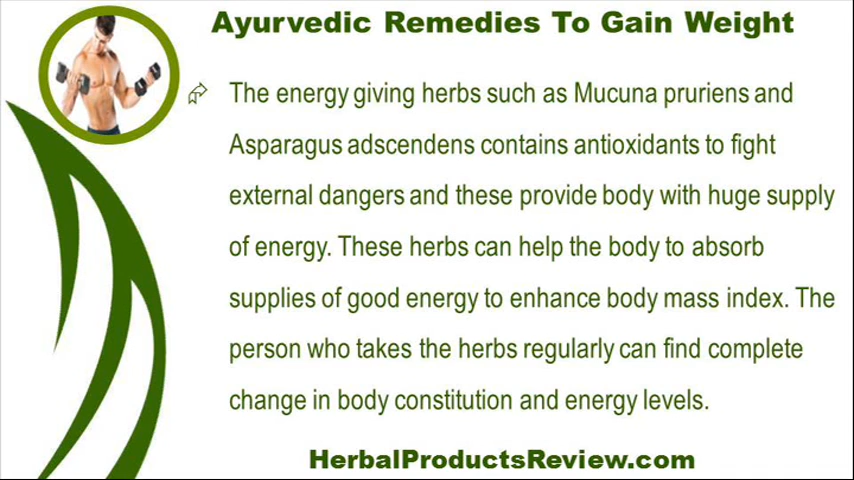 Ayurvedic Remedies To Gain Weight
The energy giving herbs such as Mucuna pruriens and
Asparagus adscendens contains antioxidants to fight
external dangers and these provide body with huge supply
of energy. These herbs can help the body to absorb
supplies of good energy to enhance body mass index. The
person who takes the herbs regularly can find complete
change in body constitution and energy levels.
HerbalProductsReview.com